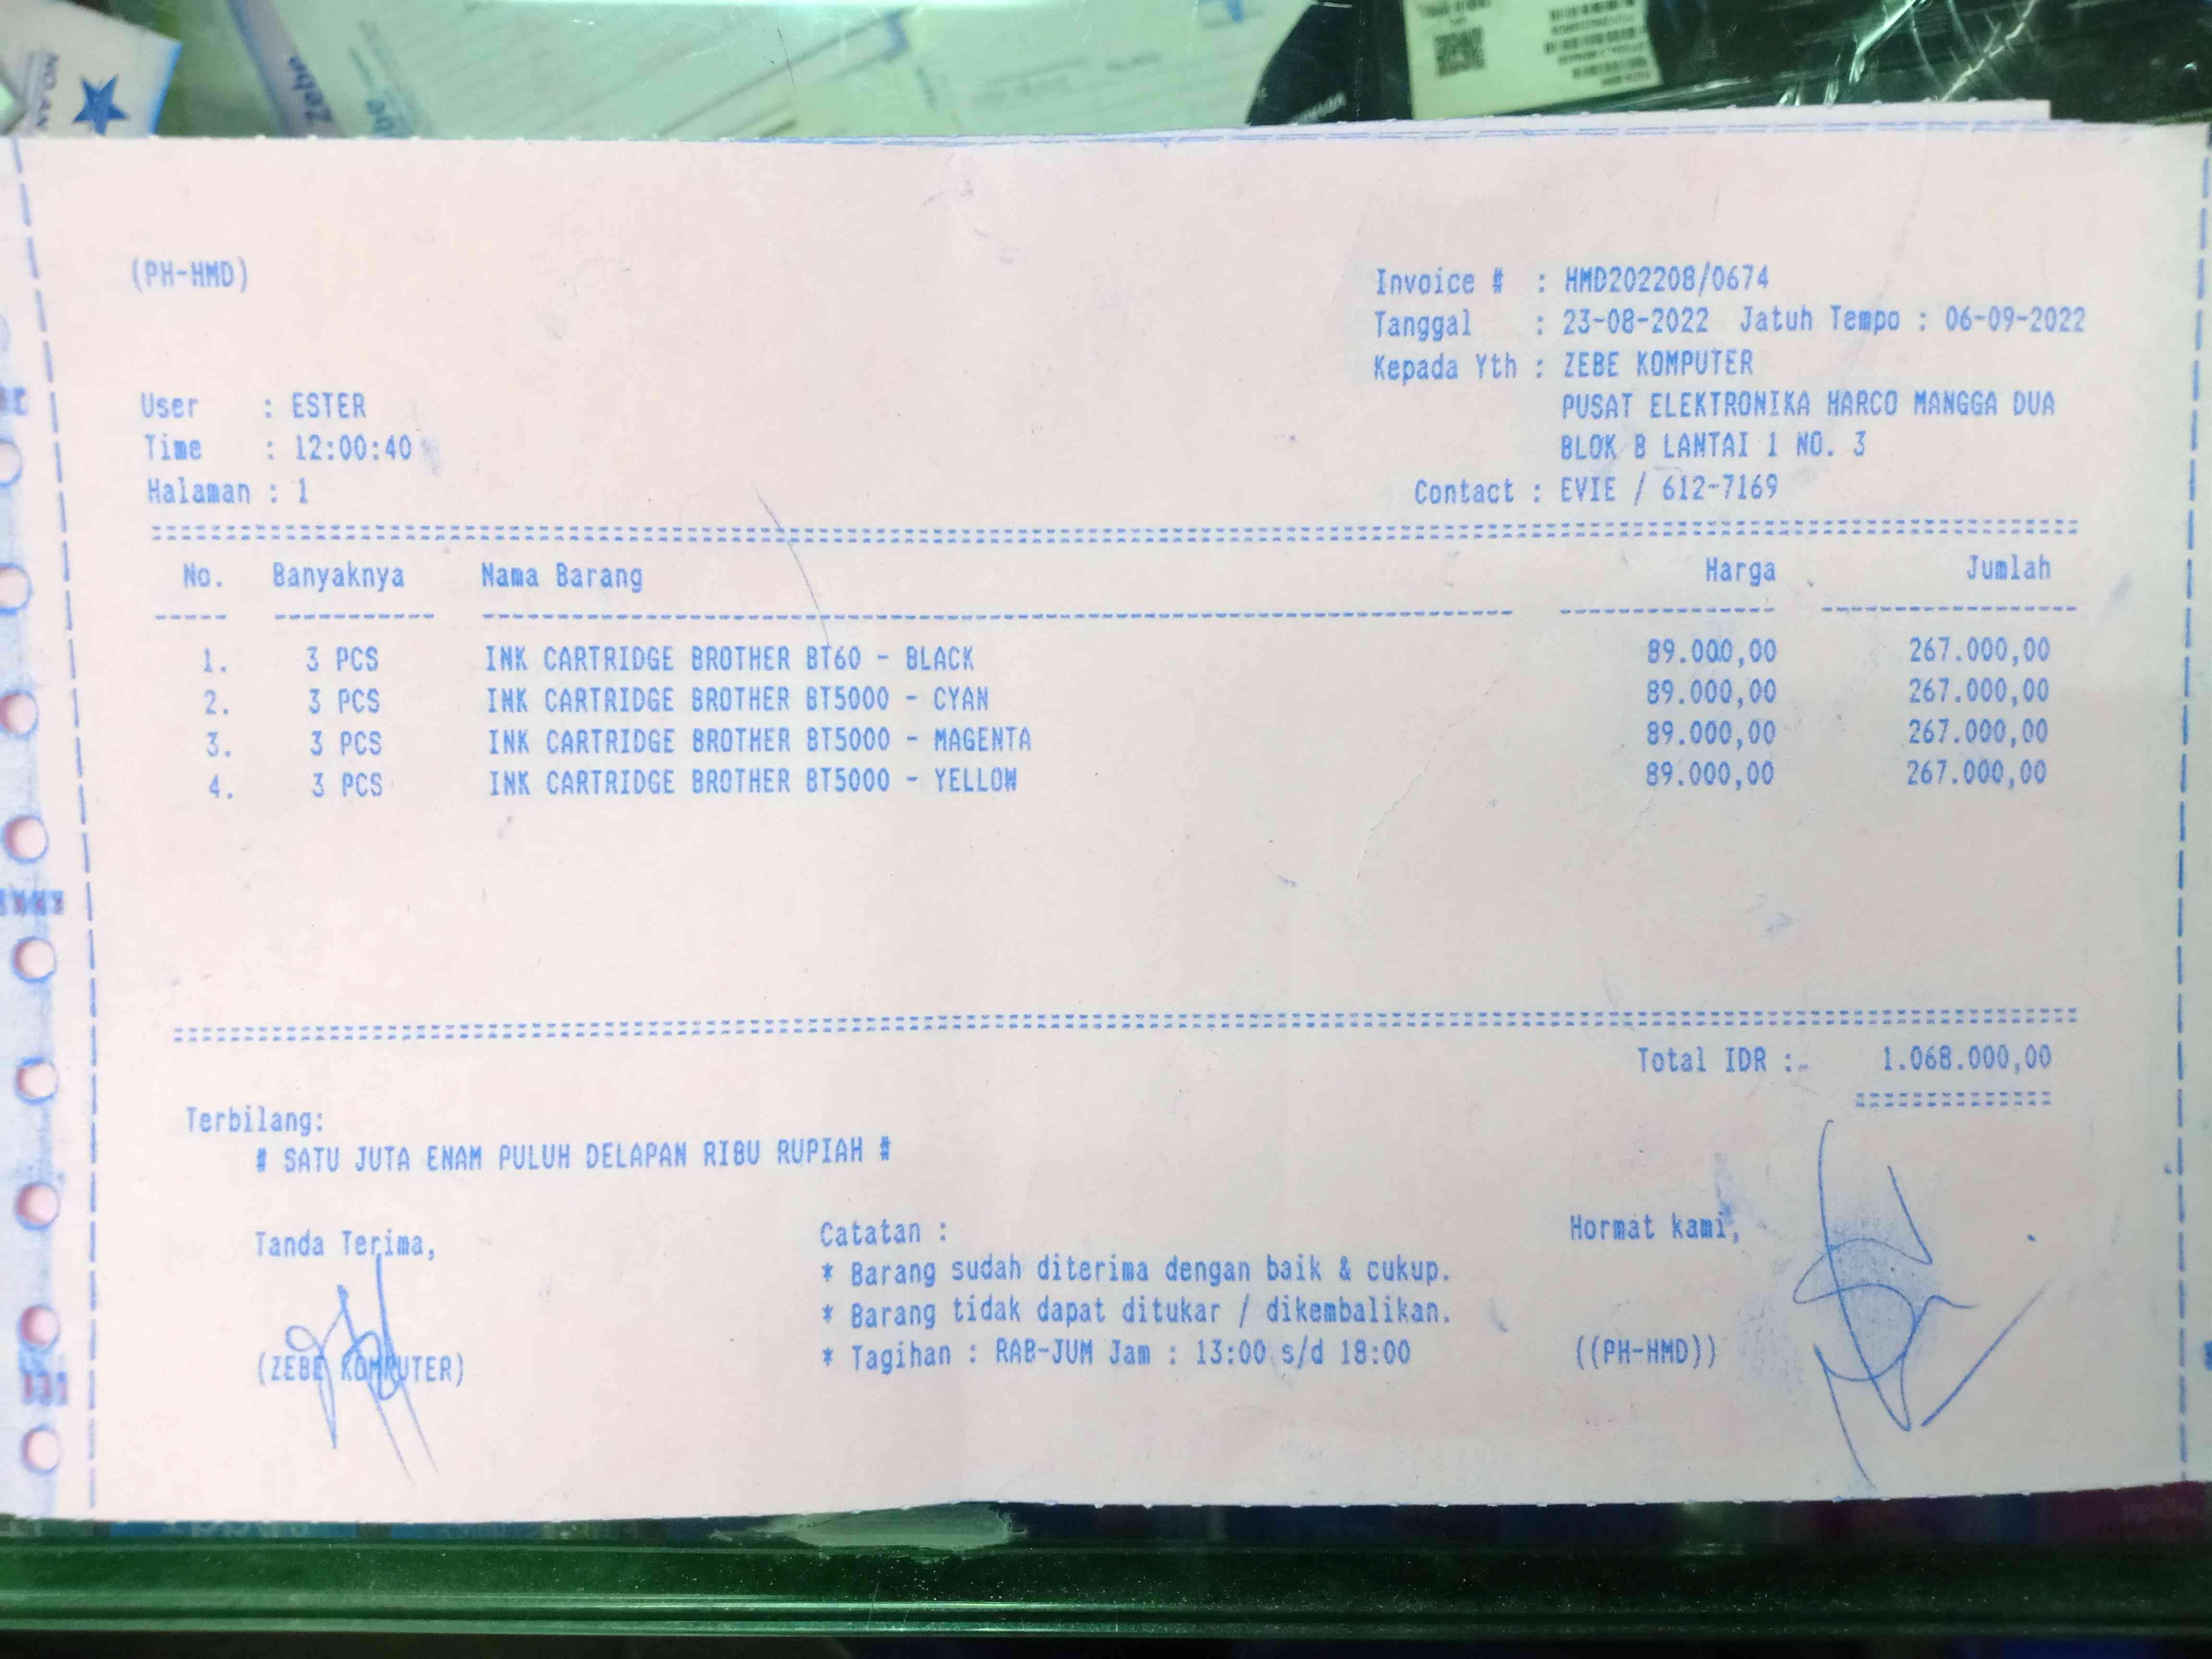 (PH-HMD)
Invoice # : HMD202208/0674
Tanggal : 23-08-2022 Jatuh Tempo : 06-09-2022
Kepada Yth : ZEBE KOMPUTER
PUSAT ELEKTRONIKA HARCO MANGGA DUA
BLOK B LANTAI 1 NO. 3
Contact : EVIE / 612-7169
User : ESTER
Time : 12:00:40
Halaman : 1
No. Banyaknya Nama Barang Harga Jumlah
1. 3 PCS INK CARTRIDGE BROTHER BT60 - BLACK 89.000,00 267.000,00
2. 3 PCS INK CARTRIDGE BROTHER BT5000 - CYAN 89.000,00 267.000,00
3. 3 PCS INK CARTRIDGE BROTHER BT5000 - MAGENTA 89.000,00 267.000,00
4. 3 PCS INK CARTRIDGE BROTHER BT5000 - YELLOW 89.000,00 267.000,00
Total IDR : 1.068.000,00
Terbilang:
# SATU JUTA ENAM PULUH DELAPAN RIBU RUPIAH #
Tanda Terima,
(ZEBE KOMPUTER)
Catatan :
* Barang sudah diterima dengan baik & cukup.
* Barang tidak dapat ditukar / dikembalikan.
* Tagihan : RAB-JUM Jam : 13:00 s/d 18:00
Hormat kami,
((PH-HMD))